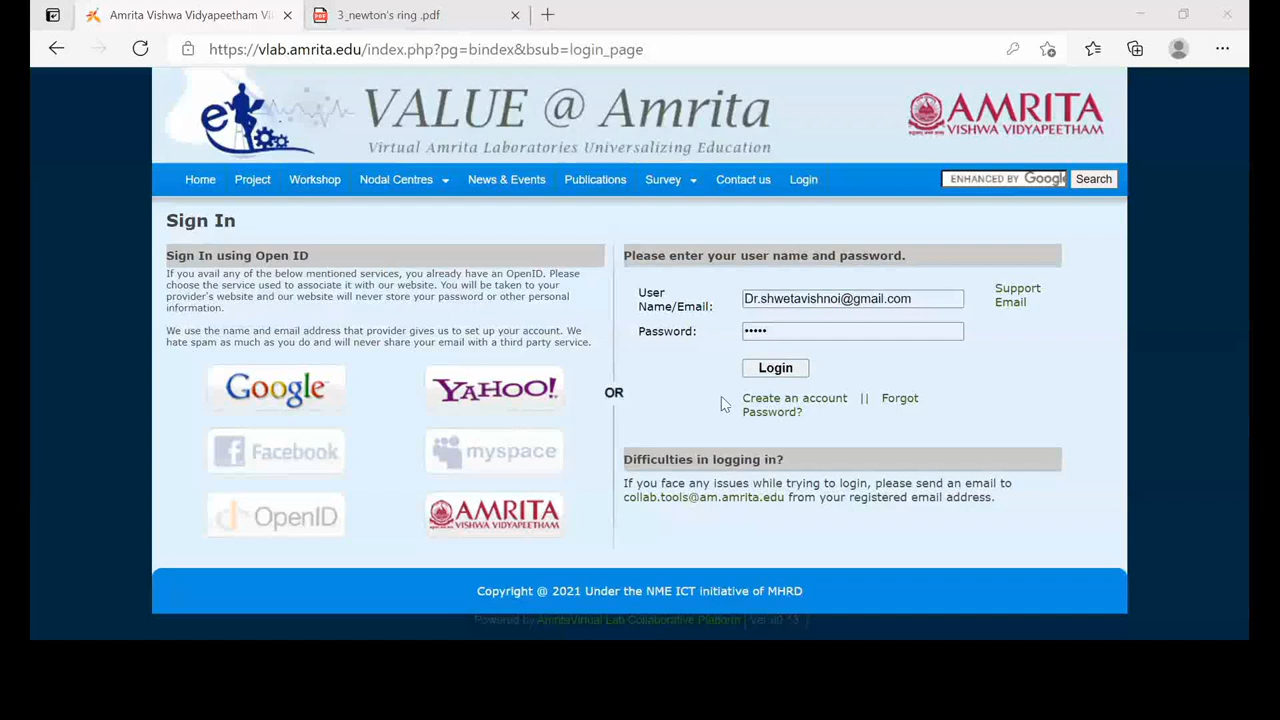 Amrita Vishwa Vidyapeetham Vi
3_newton's ring .pdf
https://vlab.amrita.edu/index.php?pg=bindex&bsub=login_page
VALUE @ Amrita
Virtual Amrita Laboratories Universalizing Education
AMRITA
VISHWA VIDYAPEETHAM
Home Project Workshop Nodal Centres News & Events Publications Survey Contact us Login
ENHANCED BY Google Search
Sign In
Sign In using Open ID
If you avail any of the below mentioned services, you already have an OpenID. Please
choose the service used to associate it with our website. You will be taken to your
provider's website and our website will never store your password or other personal
information.
We use the name and email address that provider gives us to set up your account. We
hate spam as much as you do and will never share your email with a third party service.
Google YAHOO!
Facebook myspace
OpenID AMRITA
VISHWA VIDYAPEETHAM
OR
Please enter your user name and password.
User
Name/Email:
Dr.shwetavishnoi@gmail.com
Support
Email
Password: •••••
Login
Create an account || Forgot
Password?
Difficulties in logging in?
If you face any issues while trying to login, please send an email to
collab.tools@am.amrita.edu from your registered email address.
Copyright @ 2021 Under the NME ICT initiative of MHRD
Powered by AmritaVirtual Lab Collaborative Platform |